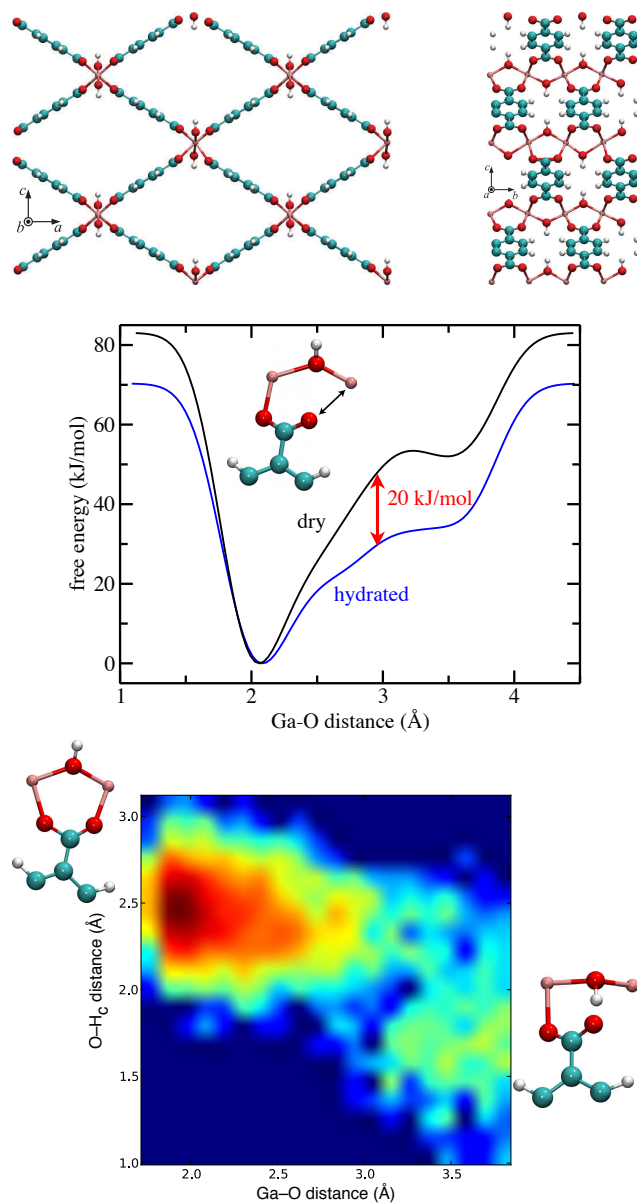 c
b
a
c
a
b
80
60
40
20
0
free energy (kJ/mol)
dry
20 kJ/mol
hydrated
1
2
3
4
Ga-O distance (Å)
3.0
2.5
2.0
1.5
1.0
O–H_C distance (Å)
2.0
2.5
3.0
3.5
Ga–O distance (Å)